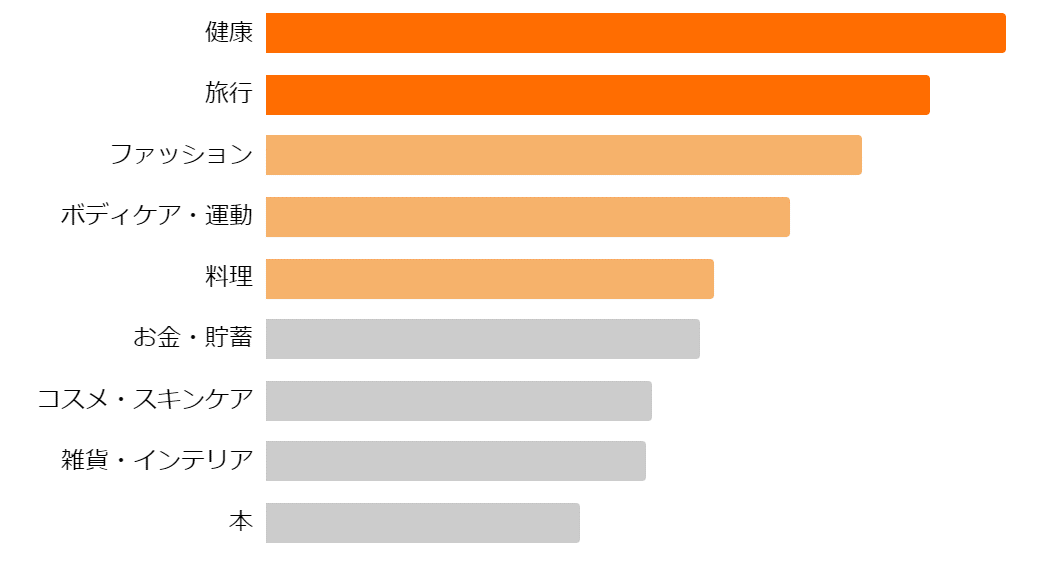 健康
旅行
ファッション
ボディケア・運動
料理
お金・貯蓄
コスメ・スキンケア
雑貨・インテリア
本